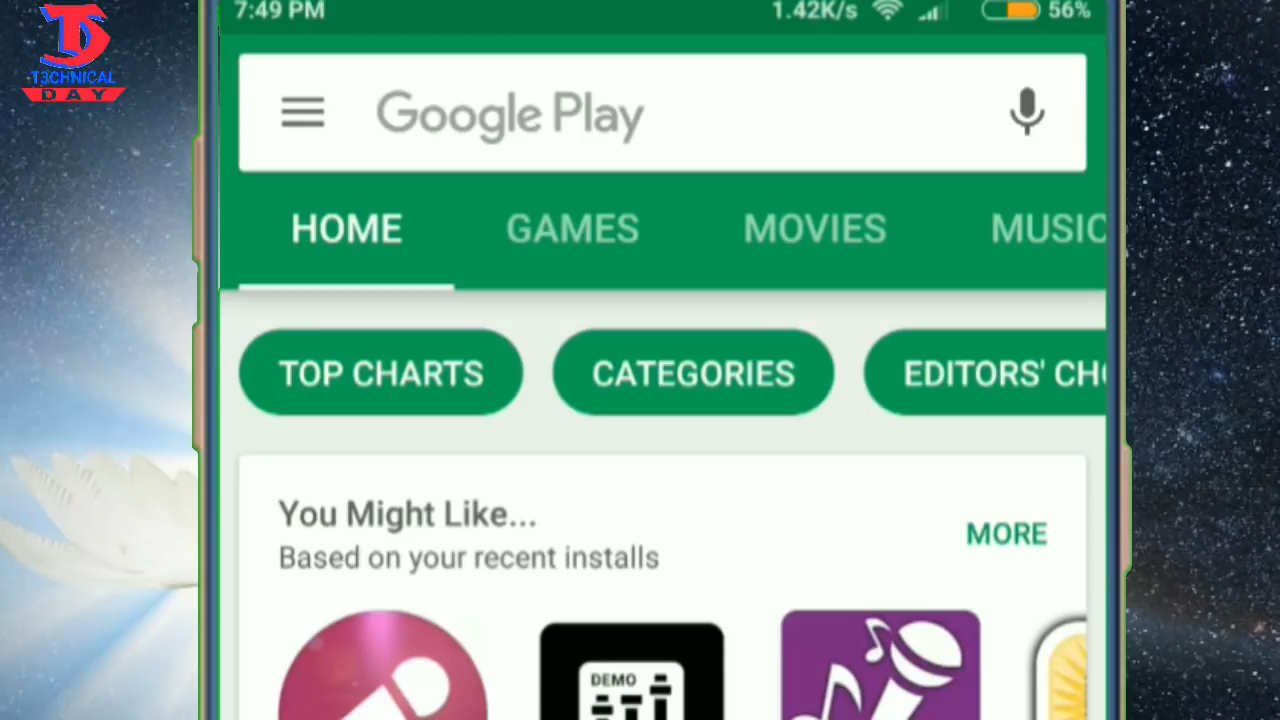 7:49 PM 1.42K/s 56%
T3CHNICAL
DAY
Google Play
HOME GAMES MOVIES MUSIC
TOP CHARTS CATEGORIES EDITORS' CHO
You Might Like...
MORE
Based on your recent installs
DEMO